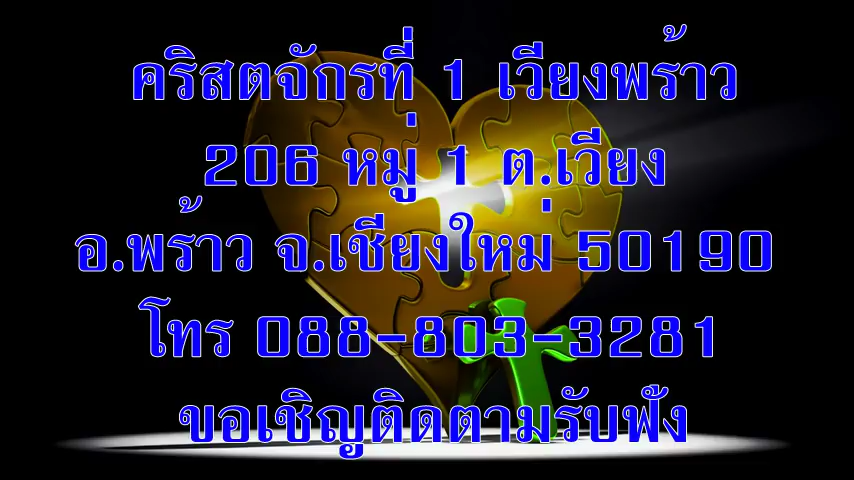 คริสตจักรที่ 1 เวียงพร้าว
206 หมู่ 1 ต.เวียง
อ.พร้าว จ.เชียงใหม่ 50190
โทร 088-803-3281
ขอเชิญติดตามรับฟัง